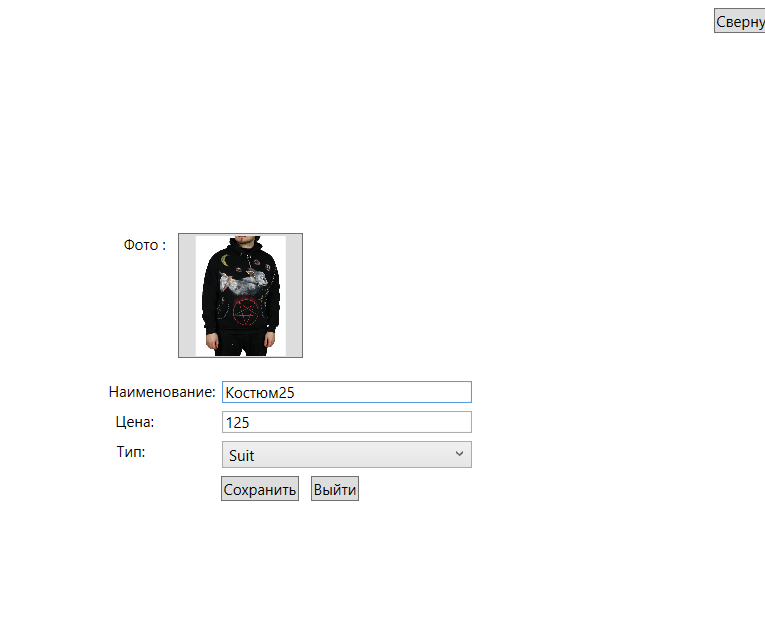 Сверну
Фото :
Наименование: Костюм25
Цена: 125
Тип: Suit
Сохранить Выйти